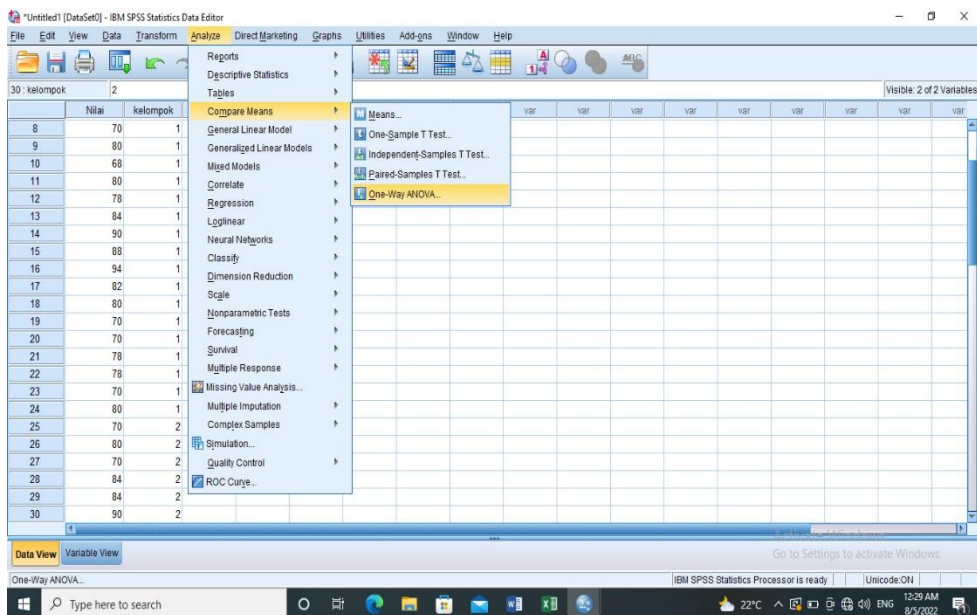 *Untitled1 [DataSet0] - IBM SPSS Statistics Data Editor
File Edit View Data Transform Analyze Direct Marketing Graphs Utilities Add-ons Window Help
30 : kelompok 2 Visible: 2 of 2 Variables
Nilai kelompok var var var var var var var var
8 70 1
9 80 1
10 68 1
11 80 1
12 78 1
13 84 1
14 90 1
15 88 1
16 94 1
17 82 1
18 80 1
19 70 1
20 70 1
21 78 1
22 78 1
23 70 1
24 80 1
25 70 2
26 80 2
27 70 2
28 84 2
29 84 2
30 90 2
Reports
Descriptive Statistics
Tables
Compare Means
General Linear Model
Generalized Linear Models
Mixed Models
Correlate
Regression
Loglinear
Neural Networks
Classify
Dimension Reduction
Scale
Nonparametric Tests
Forecasting
Survival
Multiple Response
Missing Value Analysis...
Multiple Imputation
Complex Samples
Simulation...
Quality Control
ROC Curve...
Means...
One-Sample T Test...
Independent-Samples T Test...
Paired-Samples T Test...
One-Way ANOVA...
Go to Settings to activate Windows.
Data View Variable View
One-Way ANOVA... IBM SPSS Statistics Processor is ready Unicode:ON
Type here to search 22°C ENG 12:29 AM
8/5/2022